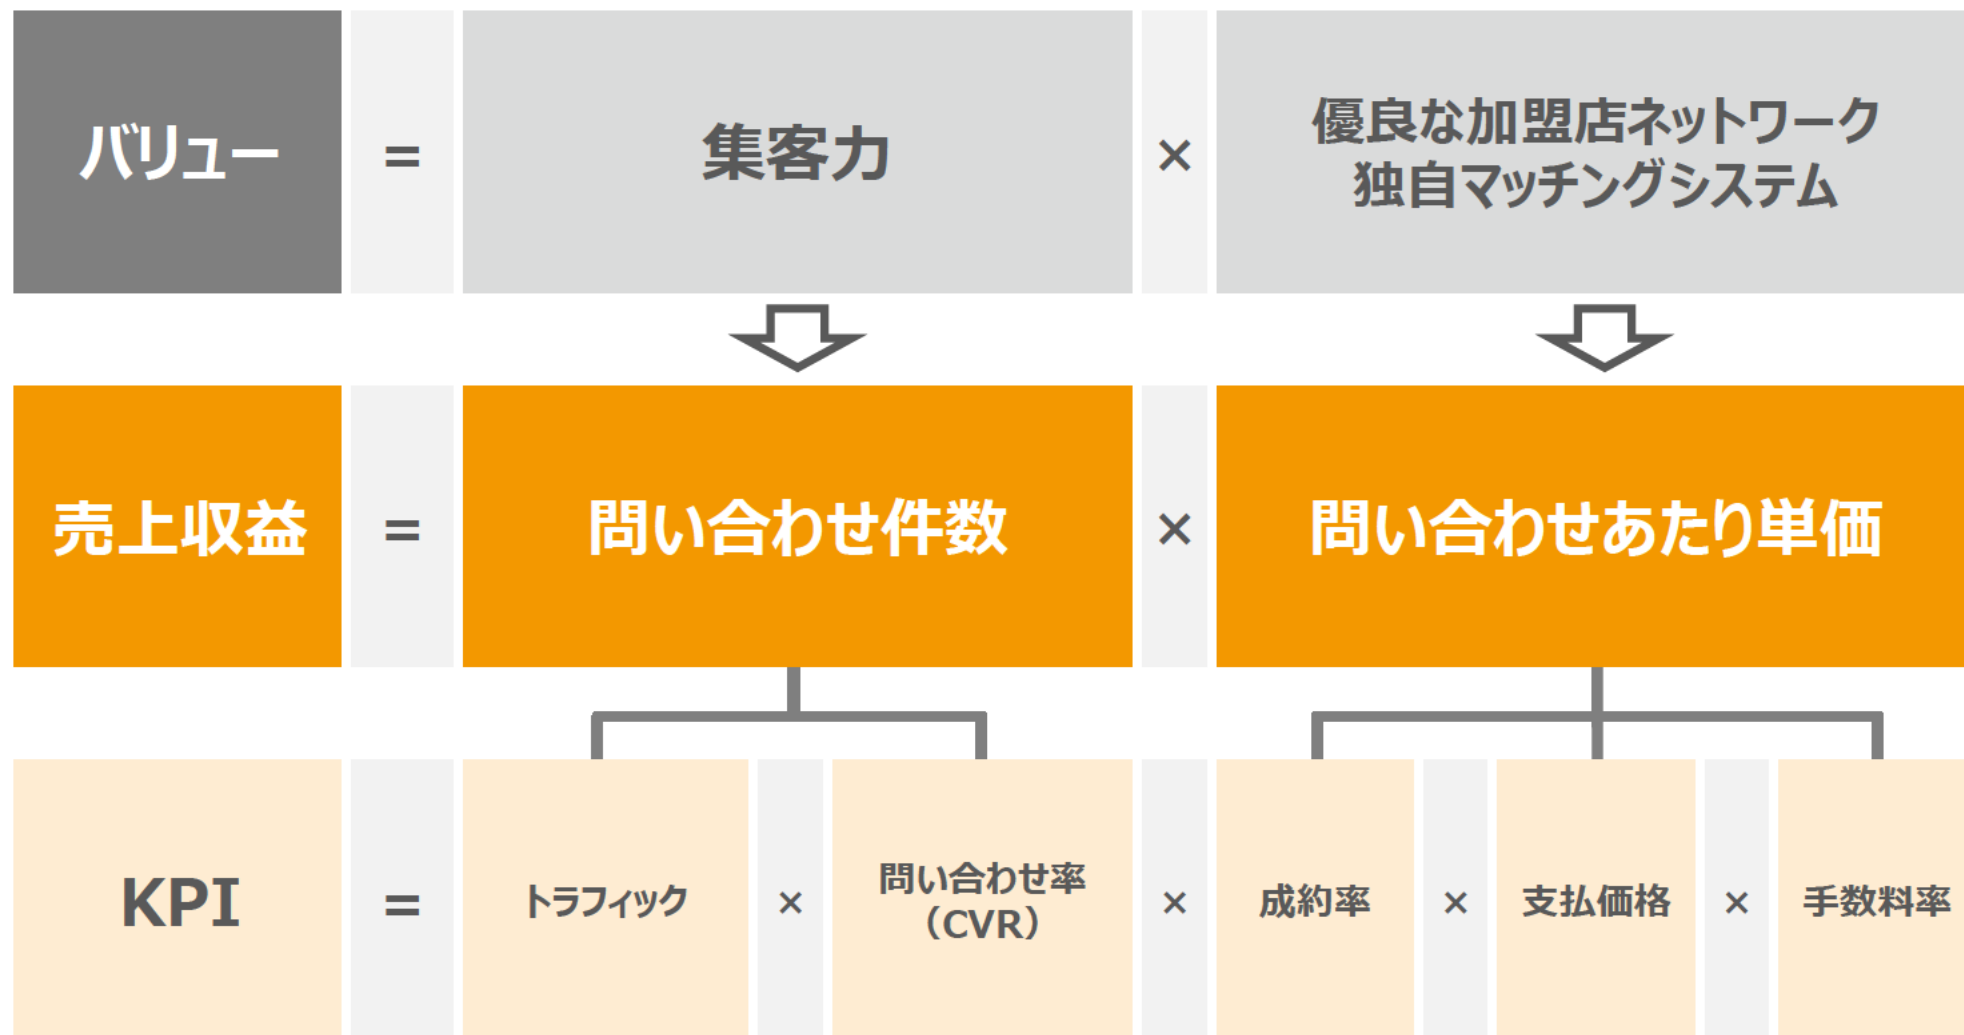 バリュー
=
集客力
×
優良な加盟店ネットワーク
独自マッチングシステム
売上収益
=
問い合わせ件数
×
問い合わせあたり単価
KPI
=
トラフィック
×
問い合わせ率
（CVR）
×
成約率
×
支払価格
×
手数料率